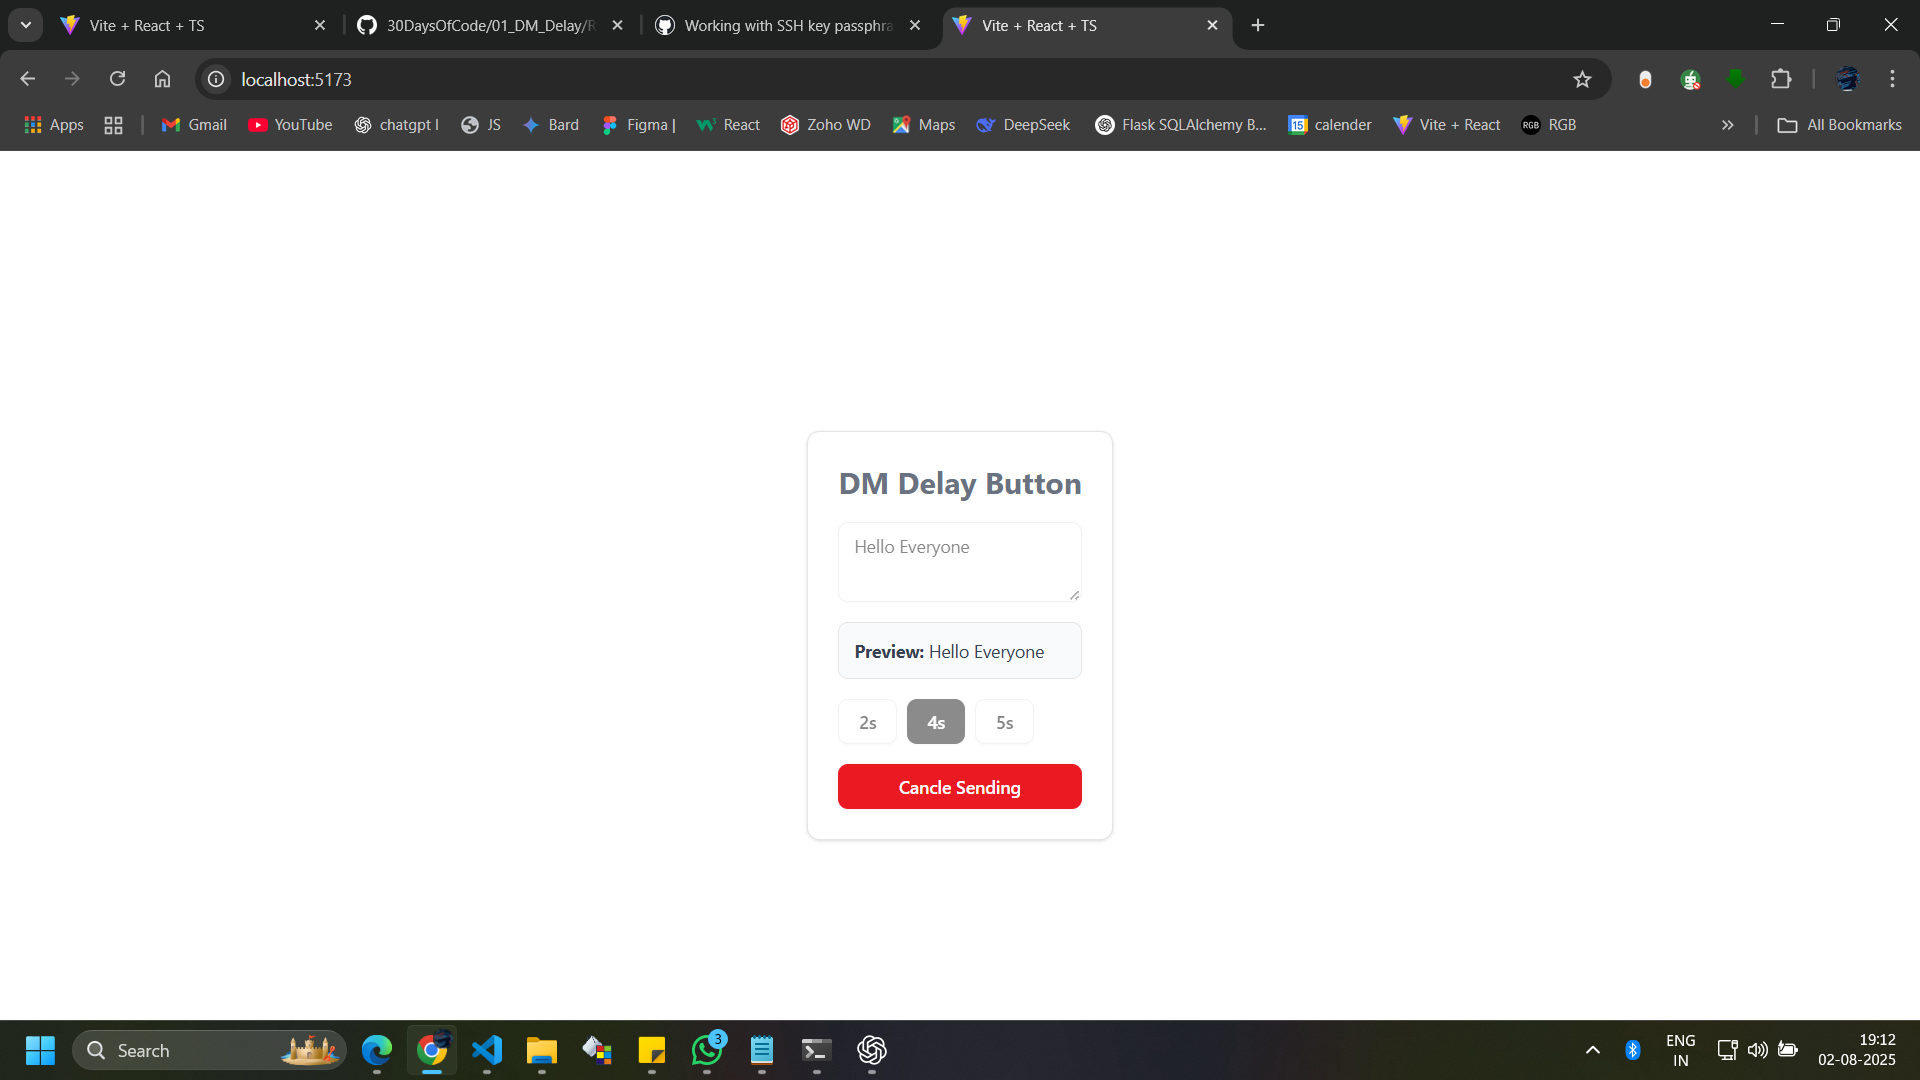 Vite + React + TS
30DaysOfCode/01_DM_Delay/R
Working with SSH key passphra
Vite + React + TS
localhost:5173
Apps
Gmail
YouTube
chatgpt I
JS
Bard
Figma |
React
Zoho WD
Maps
DeepSeek
Flask SQLAlchemy B...
15
calender
Vite + React
RGB
RGB
All Bookmarks
DM Delay Button
Hello Everyone
Preview: Hello Everyone
2s
4s
5s
Cancle Sending
Search
3
ENG
IN
19:12
02-08-2025